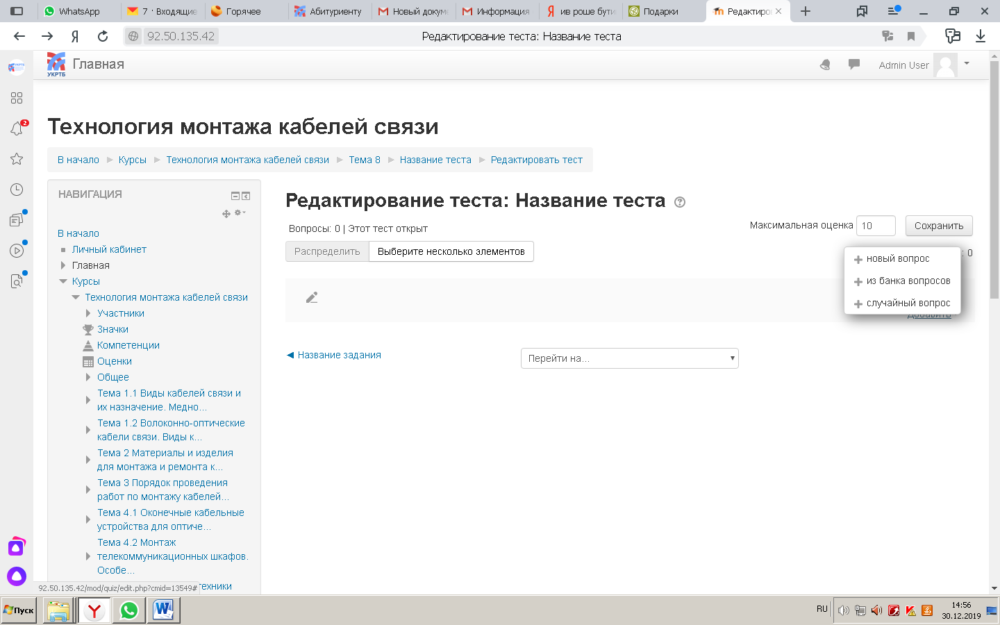 WhatsApp
7 · Входящие
Горячее
Абитуриенту
Новый докум
Информация
ив роше бути
Подарки
Редактиров
92.50.135.42
Редактирование теста: Название теста
2
УКРТБ
Главная
Admin User
Технология монтажа кабелей связи
В начало
Курсы
Технология монтажа кабелей связи
Тема 8
Название теста
Редактировать тест
НАВИГАЦИЯ
В начало
Личный кабинет
Главная
Курсы
Технология монтажа кабелей связи
Участники
Значки
Компетенции
Оценки
Общее
Тема 1.1 Виды кабелей связи и
их назначение. Медно...
Тема 1.2 Волоконно-оптические
кабели связи. Виды к...
Тема 2 Материалы и изделия
для монтажа и ремонта к...
Тема 3 Порядок проведения
работ по монтажу кабелей...
Тема 4.1 Оконечные кабельные
устройства для оптиче...
Тема 4.2 Монтаж
телекоммуникационных шкафов.
Особе...
техники
Редактирование теста: Название теста
Вопросы: 0 | Этот тест открыт
Максимальная оценка
10
Сохранить
Распределить
Выберите несколько элементов
: 0
новый вопрос
из банка вопросов
случайный вопрос
Добавить
Название задания
Перейти на...
92.50.135.42/mod/quiz/edit.php?cmid=13549#
Пуск
RU
14:56
30.12.2019